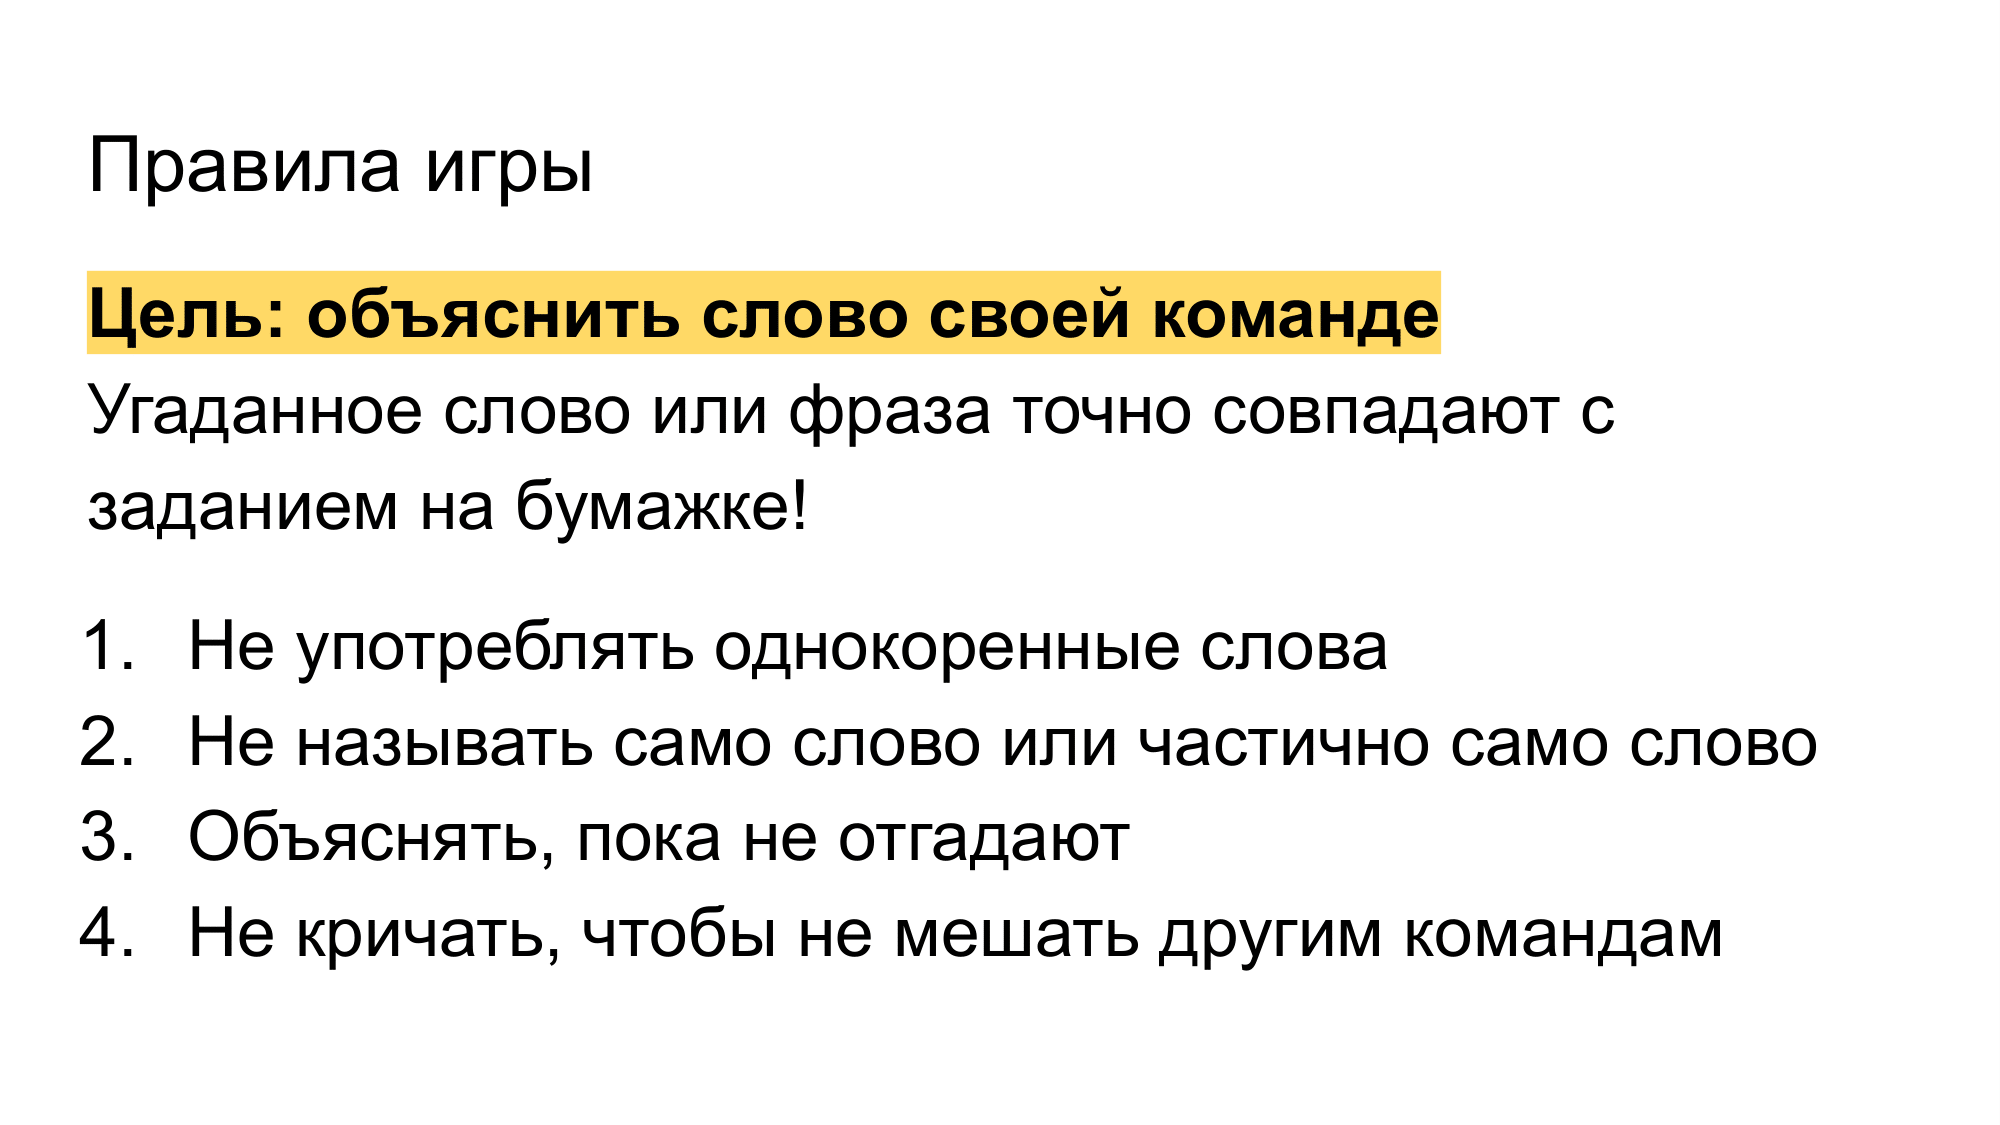 Правила игры
Цель: объяснить слово своей команде
Угаданное слово или фраза точно совпадают с
заданием на бумажке!
1. Не употреблять однокоренные слова
2. Не называть само слово или частично само слово
3. Объяснять, пока не отгадают
4. Не кричать, чтобы не мешать другим командам